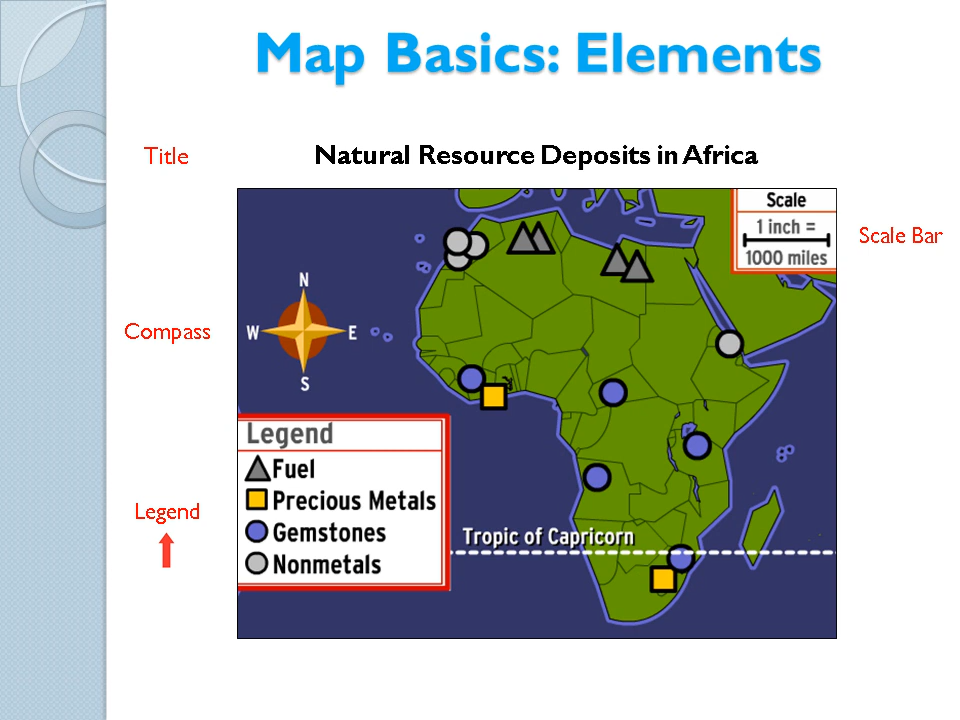 Map Basics: Elements
Title
Natural Resource Deposits in Africa
Scale
1 inch =
1000 miles
Scale Bar
N
W
E
S
Compass
Legend
Fuel
Precious Metals
Gemstones
Nonmetals
Legend
Tropic of Capricorn